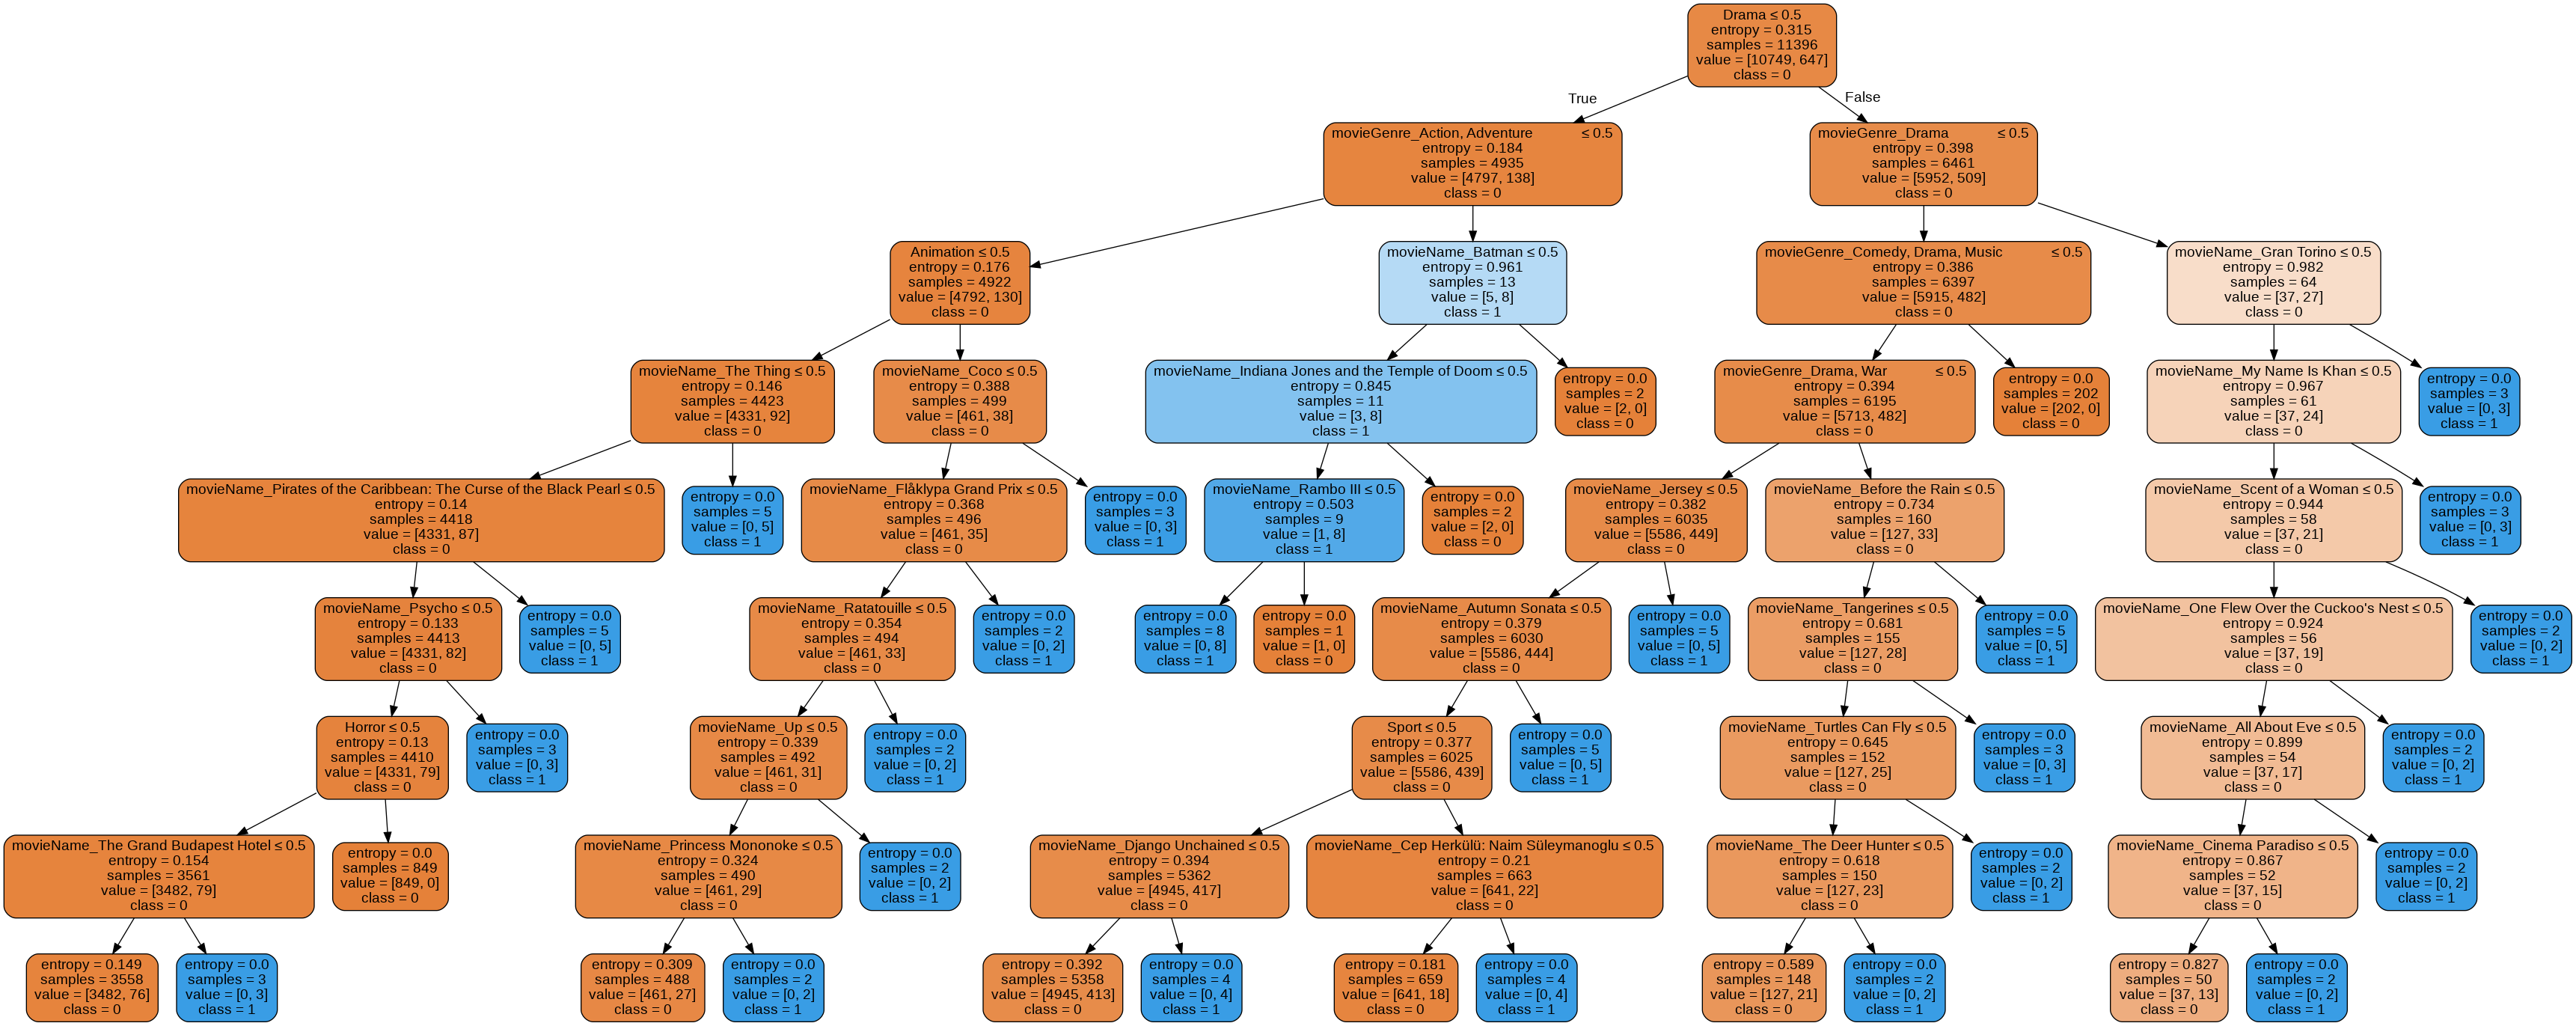 Drama ≤ 0.5
entropy = 0.315
samples = 11396
value = [10749, 647]
class = 0
True
False
movieGenre_Action, Adventure ≤ 0.5
entropy = 0.184
samples = 4935
value = [4797, 138]
class = 0
movieGenre_Drama ≤ 0.5
entropy = 0.398
samples = 6461
value = [5952, 509]
class = 0
Animation ≤ 0.5
entropy = 0.176
samples = 4922
value = [4792, 130]
class = 0
movieName_Batman ≤ 0.5
entropy = 0.961
samples = 13
value = [5, 8]
class = 1
movieGenre_Comedy, Drama, Music ≤ 0.5
entropy = 0.386
samples = 6397
value = [5915, 482]
class = 0
movieName_Gran Torino ≤ 0.5
entropy = 0.982
samples = 64
value = [37, 27]
class = 0
movieName_The Thing ≤ 0.5
entropy = 0.146
samples = 4423
value = [4331, 92]
class = 0
movieName_Coco ≤ 0.5
entropy = 0.388
samples = 499
value = [461, 38]
class = 0
movieName_Indiana Jones and the Temple of Doom ≤ 0.5
entropy = 0.845
samples = 11
value = [3, 8]
class = 1
entropy = 0.0
samples = 2
value = [2, 0]
class = 0
movieGenre_Drama, War ≤ 0.5
entropy = 0.394
samples = 6195
value = [5713, 482]
class = 0
entropy = 0.0
samples = 202
value = [202, 0]
class = 0
movieName_My Name Is Khan ≤ 0.5
entropy = 0.967
samples = 61
value = [37, 24]
class = 0
entropy = 0.0
samples = 3
value = [0, 3]
class = 1
movieName_Pirates of the Caribbean: The Curse of the Black Pearl ≤ 0.5
entropy = 0.14
samples = 4418
value = [4331, 87]
class = 0
entropy = 0.0
samples = 5
value = [0, 5]
class = 1
movieName_Flåklypa Grand Prix ≤ 0.5
entropy = 0.368
samples = 496
value = [461, 35]
class = 0
entropy = 0.0
samples = 3
value = [0, 3]
class = 1
movieName_Rambo III ≤ 0.5
entropy = 0.503
samples = 9
value = [1, 8]
class = 1
entropy = 0.0
samples = 2
value = [2, 0]
class = 0
movieName_Jersey ≤ 0.5
entropy = 0.382
samples = 6035
value = [5586, 449]
class = 0
movieName_Before the Rain ≤ 0.5
entropy = 0.734
samples = 160
value = [127, 33]
class = 0
movieName_Scent of a Woman ≤ 0.5
entropy = 0.944
samples = 58
value = [37, 21]
class = 0
entropy = 0.0
samples = 3
value = [0, 3]
class = 1
movieName_Psycho ≤ 0.5
entropy = 0.133
samples = 4413
value = [4331, 82]
class = 0
entropy = 0.0
samples = 5
value = [0, 5]
class = 1
movieName_Ratatouille ≤ 0.5
entropy = 0.354
samples = 494
value = [461, 33]
class = 0
entropy = 0.0
samples = 2
value = [0, 2]
class = 1
entropy = 0.0
samples = 8
value = [0, 8]
class = 1
entropy = 0.0
samples = 1
value = [1, 0]
class = 0
movieName_Autumn Sonata ≤ 0.5
entropy = 0.379
samples = 6030
value = [5586, 444]
class = 0
entropy = 0.0
samples = 5
value = [0, 5]
class = 1
movieName_Tangerines ≤ 0.5
entropy = 0.681
samples = 155
value = [127, 28]
class = 0
entropy = 0.0
samples = 5
value = [0, 5]
class = 1
movieName_One Flew Over the Cuckoo's Nest ≤ 0.5
entropy = 0.924
samples = 56
value = [37, 19]
class = 0
entropy = 0.0
samples = 2
value = [0, 2]
class = 1
Horror ≤ 0.5
entropy = 0.13
samples = 4410
value = [4331, 79]
class = 0
entropy = 0.0
samples = 3
value = [0, 3]
class = 1
movieName_Up ≤ 0.5
entropy = 0.339
samples = 492
value = [461, 31]
class = 0
entropy = 0.0
samples = 2
value = [0, 2]
class = 1
Sport ≤ 0.5
entropy = 0.377
samples = 6025
value = [5586, 439]
class = 0
entropy = 0.0
samples = 5
value = [0, 5]
class = 1
movieName_Turtles Can Fly ≤ 0.5
entropy = 0.645
samples = 152
value = [127, 25]
class = 0
entropy = 0.0
samples = 3
value = [0, 3]
class = 1
movieName_All About Eve ≤ 0.5
entropy = 0.899
samples = 54
value = [37, 17]
class = 0
entropy = 0.0
samples = 2
value = [0, 2]
class = 1
movieName_The Grand Budapest Hotel ≤ 0.5
entropy = 0.154
samples = 3561
value = [3482, 79]
class = 0
entropy = 0.0
samples = 849
value = [849, 0]
class = 0
movieName_Princess Mononoke ≤ 0.5
entropy = 0.324
samples = 490
value = [461, 29]
class = 0
entropy = 0.0
samples = 2
value = [0, 2]
class = 1
movieName_Django Unchained ≤ 0.5
entropy = 0.394
samples = 5362
value = [4945, 417]
class = 0
movieName_Cep Herkülü: Naim Süleymanoglu ≤ 0.5
entropy = 0.21
samples = 663
value = [641, 22]
class = 0
movieName_The Deer Hunter ≤ 0.5
entropy = 0.618
samples = 150
value = [127, 23]
class = 0
entropy = 0.0
samples = 2
value = [0, 2]
class = 1
movieName_Cinema Paradiso ≤ 0.5
entropy = 0.867
samples = 52
value = [37, 15]
class = 0
entropy = 0.0
samples = 2
value = [0, 2]
class = 1
entropy = 0.149
samples = 3558
value = [3482, 76]
class = 0
entropy = 0.0
samples = 3
value = [0, 3]
class = 1
entropy = 0.309
samples = 488
value = [461, 27]
class = 0
entropy = 0.0
samples = 2
value = [0, 2]
class = 1
entropy = 0.392
samples = 5358
value = [4945, 413]
class = 0
entropy = 0.0
samples = 4
value = [0, 4]
class = 1
entropy = 0.181
samples = 659
value = [641, 18]
class = 0
entropy = 0.0
samples = 4
value = [0, 4]
class = 1
entropy = 0.589
samples = 148
value = [127, 21]
class = 0
entropy = 0.0
samples = 2
value = [0, 2]
class = 1
entropy = 0.827
samples = 50
value = [37, 13]
class = 0
entropy = 0.0
samples = 2
value = [0, 2]
class = 1